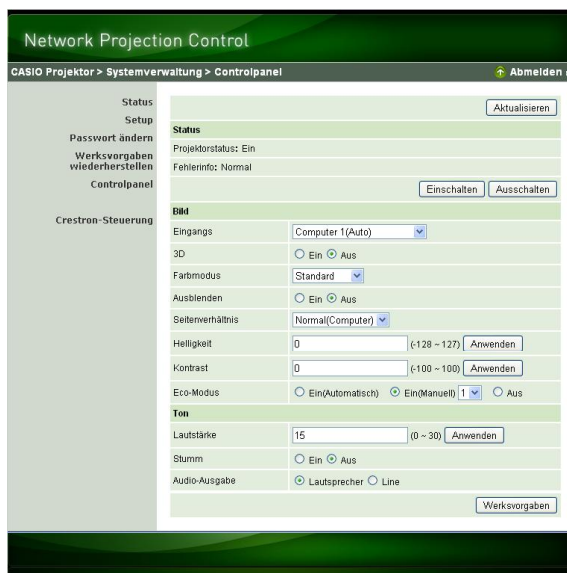 Network Projection Control
CASIO Projektor > Systemverwaltung > Controlpanel
Abmelden
Status
Setup
Passwort ändern
Werksvorgaben
wiederherstellen
Controlpanel
Crestron-Steuerung
Aktualisieren
Status
Projektorstatus: Ein
Fehlerinfo: Normal
Einschalten Ausschalten
Bild
Eingangs Computer 1(Auto)
3D Ein Aus
Farbmodus Standard
Ausblenden Ein Aus
Seitenverhältnis Normal(Computer)
Helligkeit 0 (-128 ~ 127) Anwenden
Kontrast 0 (-100 ~ 100) Anwenden
Eco-Modus Ein(Automatisch) Ein(Manuell) 1 Aus
Ton
Lautstärke 15 (0 ~ 30) Anwenden
Stumm Ein Aus
Audio-Ausgabe Lautsprecher Line
Werksvorgaben